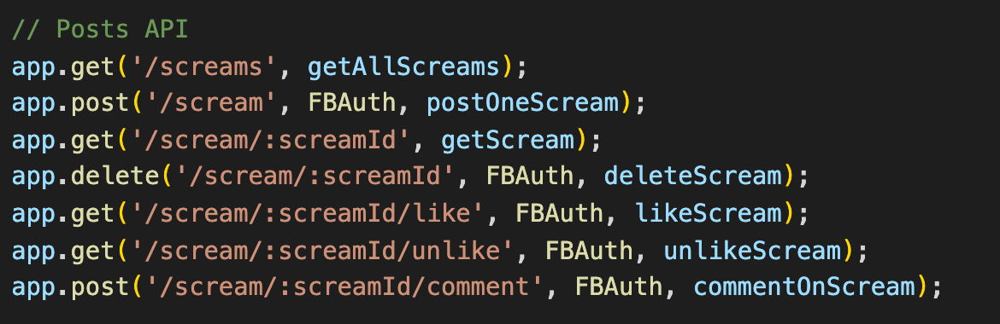 // Posts API
app.get('/screams', getAllScreams);
app.post('/scream', FBAuth, postOneScream);
app.get('/scream/:screamId', getScream);
app.delete('/scream/:screamId', FBAuth, deleteScream);
app.get('/scream/:screamId/like', FBAuth, likeScream);
app.get('/scream/:screamId/unlike', FBAuth, unlikeScream);
app.post('/scream/:screamId/comment', FBAuth, commentOnScream);